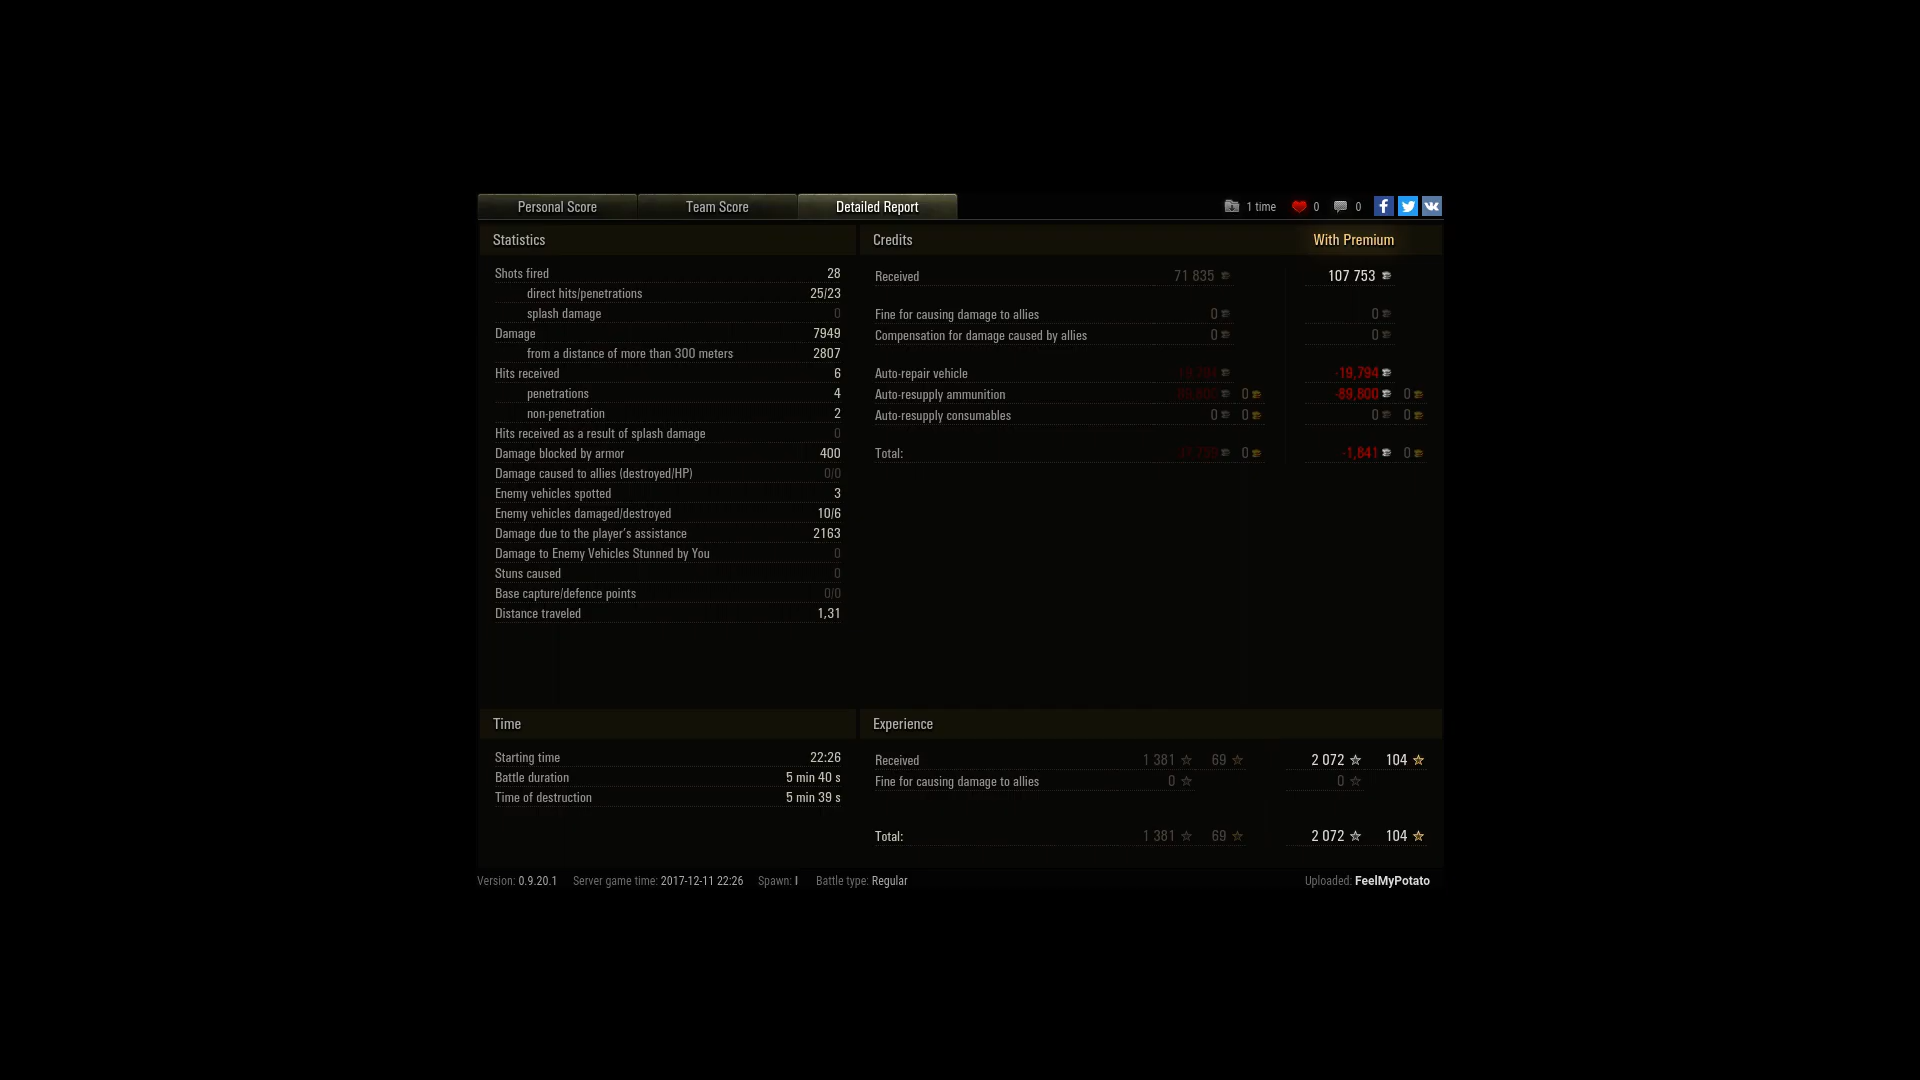 Personal Score Team Score Detailed Report 1 time 0 0
Statistics
Shots fired 28
direct hits/penetrations 25/23
splash damage 0
Damage 7949
from a distance of more than 300 meters 2807
Hits received 6
penetrations 4
non-penetration 2
Hits received as a result of splash damage 0
Damage blocked by armor 400
Damage caused to allies (destroyed/HP) 0/0
Enemy vehicles spotted 3
Enemy vehicles damaged/destroyed 10/6
Damage due to the player's assistance 2163
Damage to Enemy Vehicles Stunned by You 0
Stuns caused 0
Base capture/defence points 0/0
Distance traveled 1,31
Credits With Premium
Received 71 835 107 753
Fine for causing damage to allies 0 0
Compensation for damage caused by allies 0 0
Auto-repair vehicle -19,794 -19,794
Auto-resupply ammunition 0 0
Auto-resupply consumables 0 0 0 0
Total: 0 -1,841 0
Time
Starting time 22:26
Battle duration 5 min 40 s
Time of destruction 5 min 39 s
Experience
Received 1 381 69 2 072 104
Fine for causing damage to allies 0 0
Total: 1 381 69 2 072 104
Version: 0.9.20.1 Server game time: 2017-12-11 22:26 Spawn: I Battle type: Regular Uploaded: FeelMyPotato